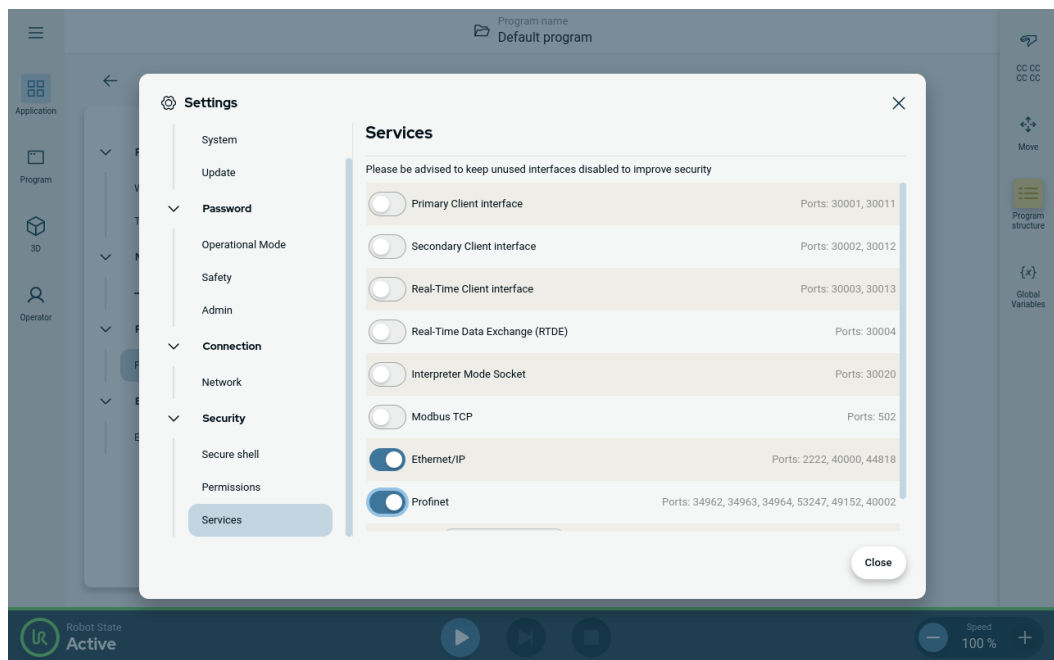 Program name
Default program
Application
Program
3D
Operator
CC CC
CC CC
Move
Program
structure
{x}
Global
Variables
Settings
System
Update
Password
Operational Mode
Safety
Admin
Connection
Network
Security
Secure shell
Permissions
Services
Services
Please be advised to keep unused interfaces disabled to improve security
Primary Client interface Ports: 30001, 30011
Secondary Client interface Ports: 30002, 30012
Real-Time Client interface Ports: 30003, 30013
Real-Time Data Exchange (RTDE) Ports: 30004
Interpreter Mode Socket Ports: 30020
Modbus TCP Ports: 502
Ethernet/IP Ports: 2222, 40000, 44818
Profinet Ports: 34962, 34963, 34964, 53247, 49152, 40002
Close
Robot State
Active
Speed
100 %